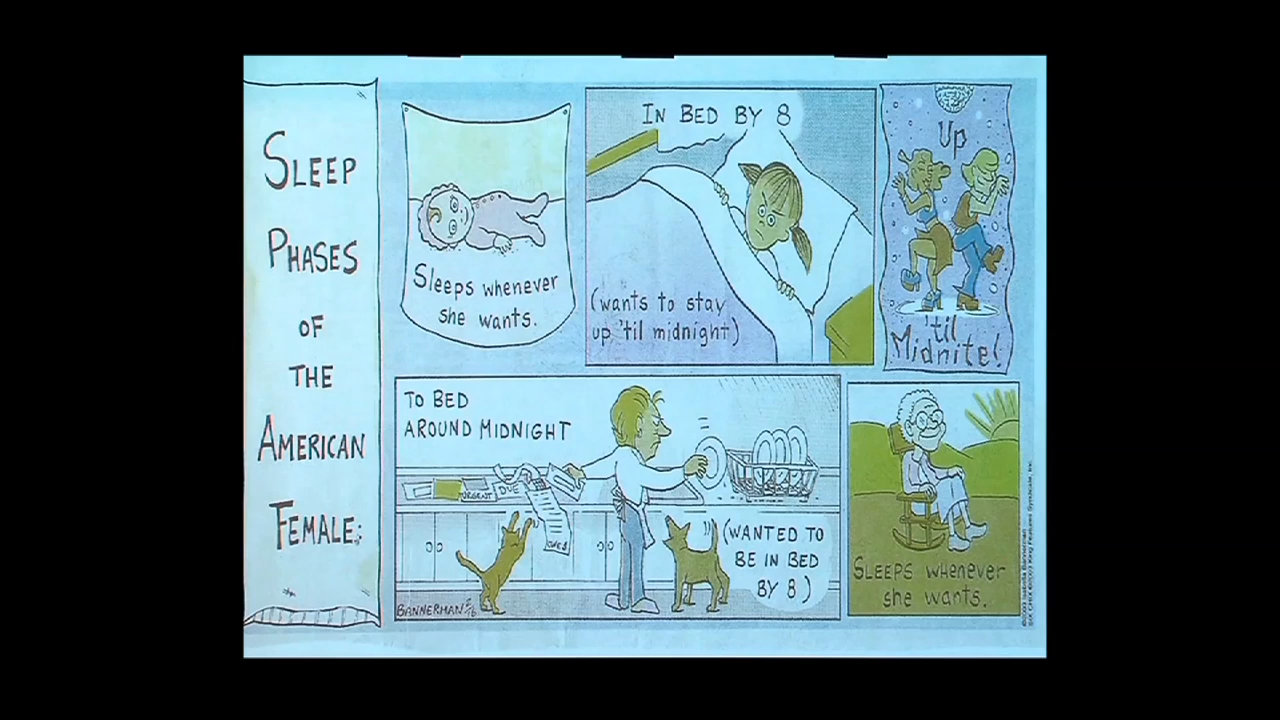 SLEEP
PHASES
OF
THE
AMERICAN
FEMALE:
Sleeps whenever
she wants.
IN BED BY 8
(wants to stay
up 'til midnight)
Up
'til
Midnite!
TO BED
AROUND MIDNIGHT
URGENT
DUE
(WANTED TO
BE IN BED
BY 8)
BANNERMAN
SLEEPS whenever
she wants.